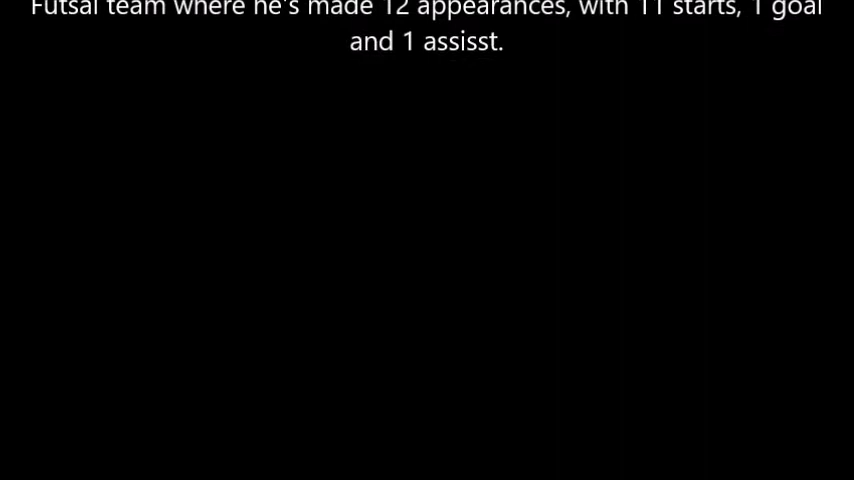 Futsal team where he's made 12 appearances, with 11 starts, 1 goal
and 1 assisst.